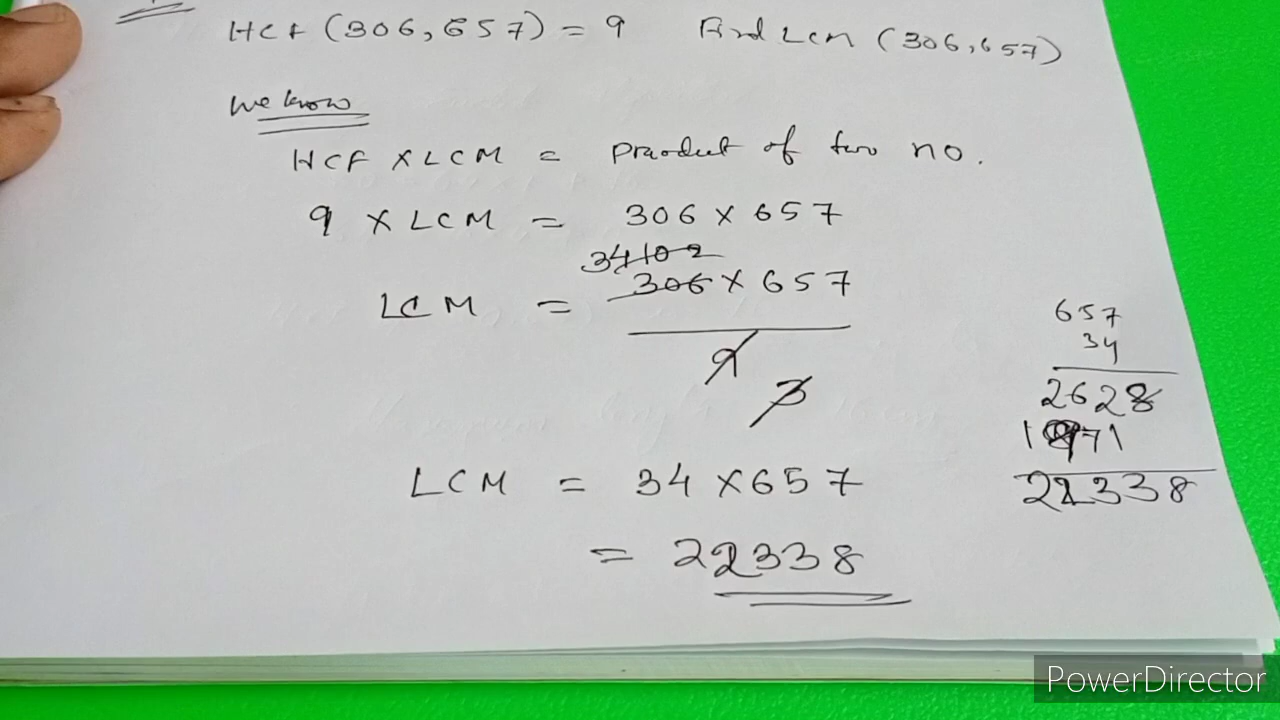 HCF (306,657) = 9 Find LCM (306,657)
We know
HCF X LCM = Praoduct of two no.
9 X LCM = 306 X 657
34 102
LCM = 306 X 657
9
3
LCM = 34 X 657
= 22338
657
34
2628
1971
22338
PowerDirector